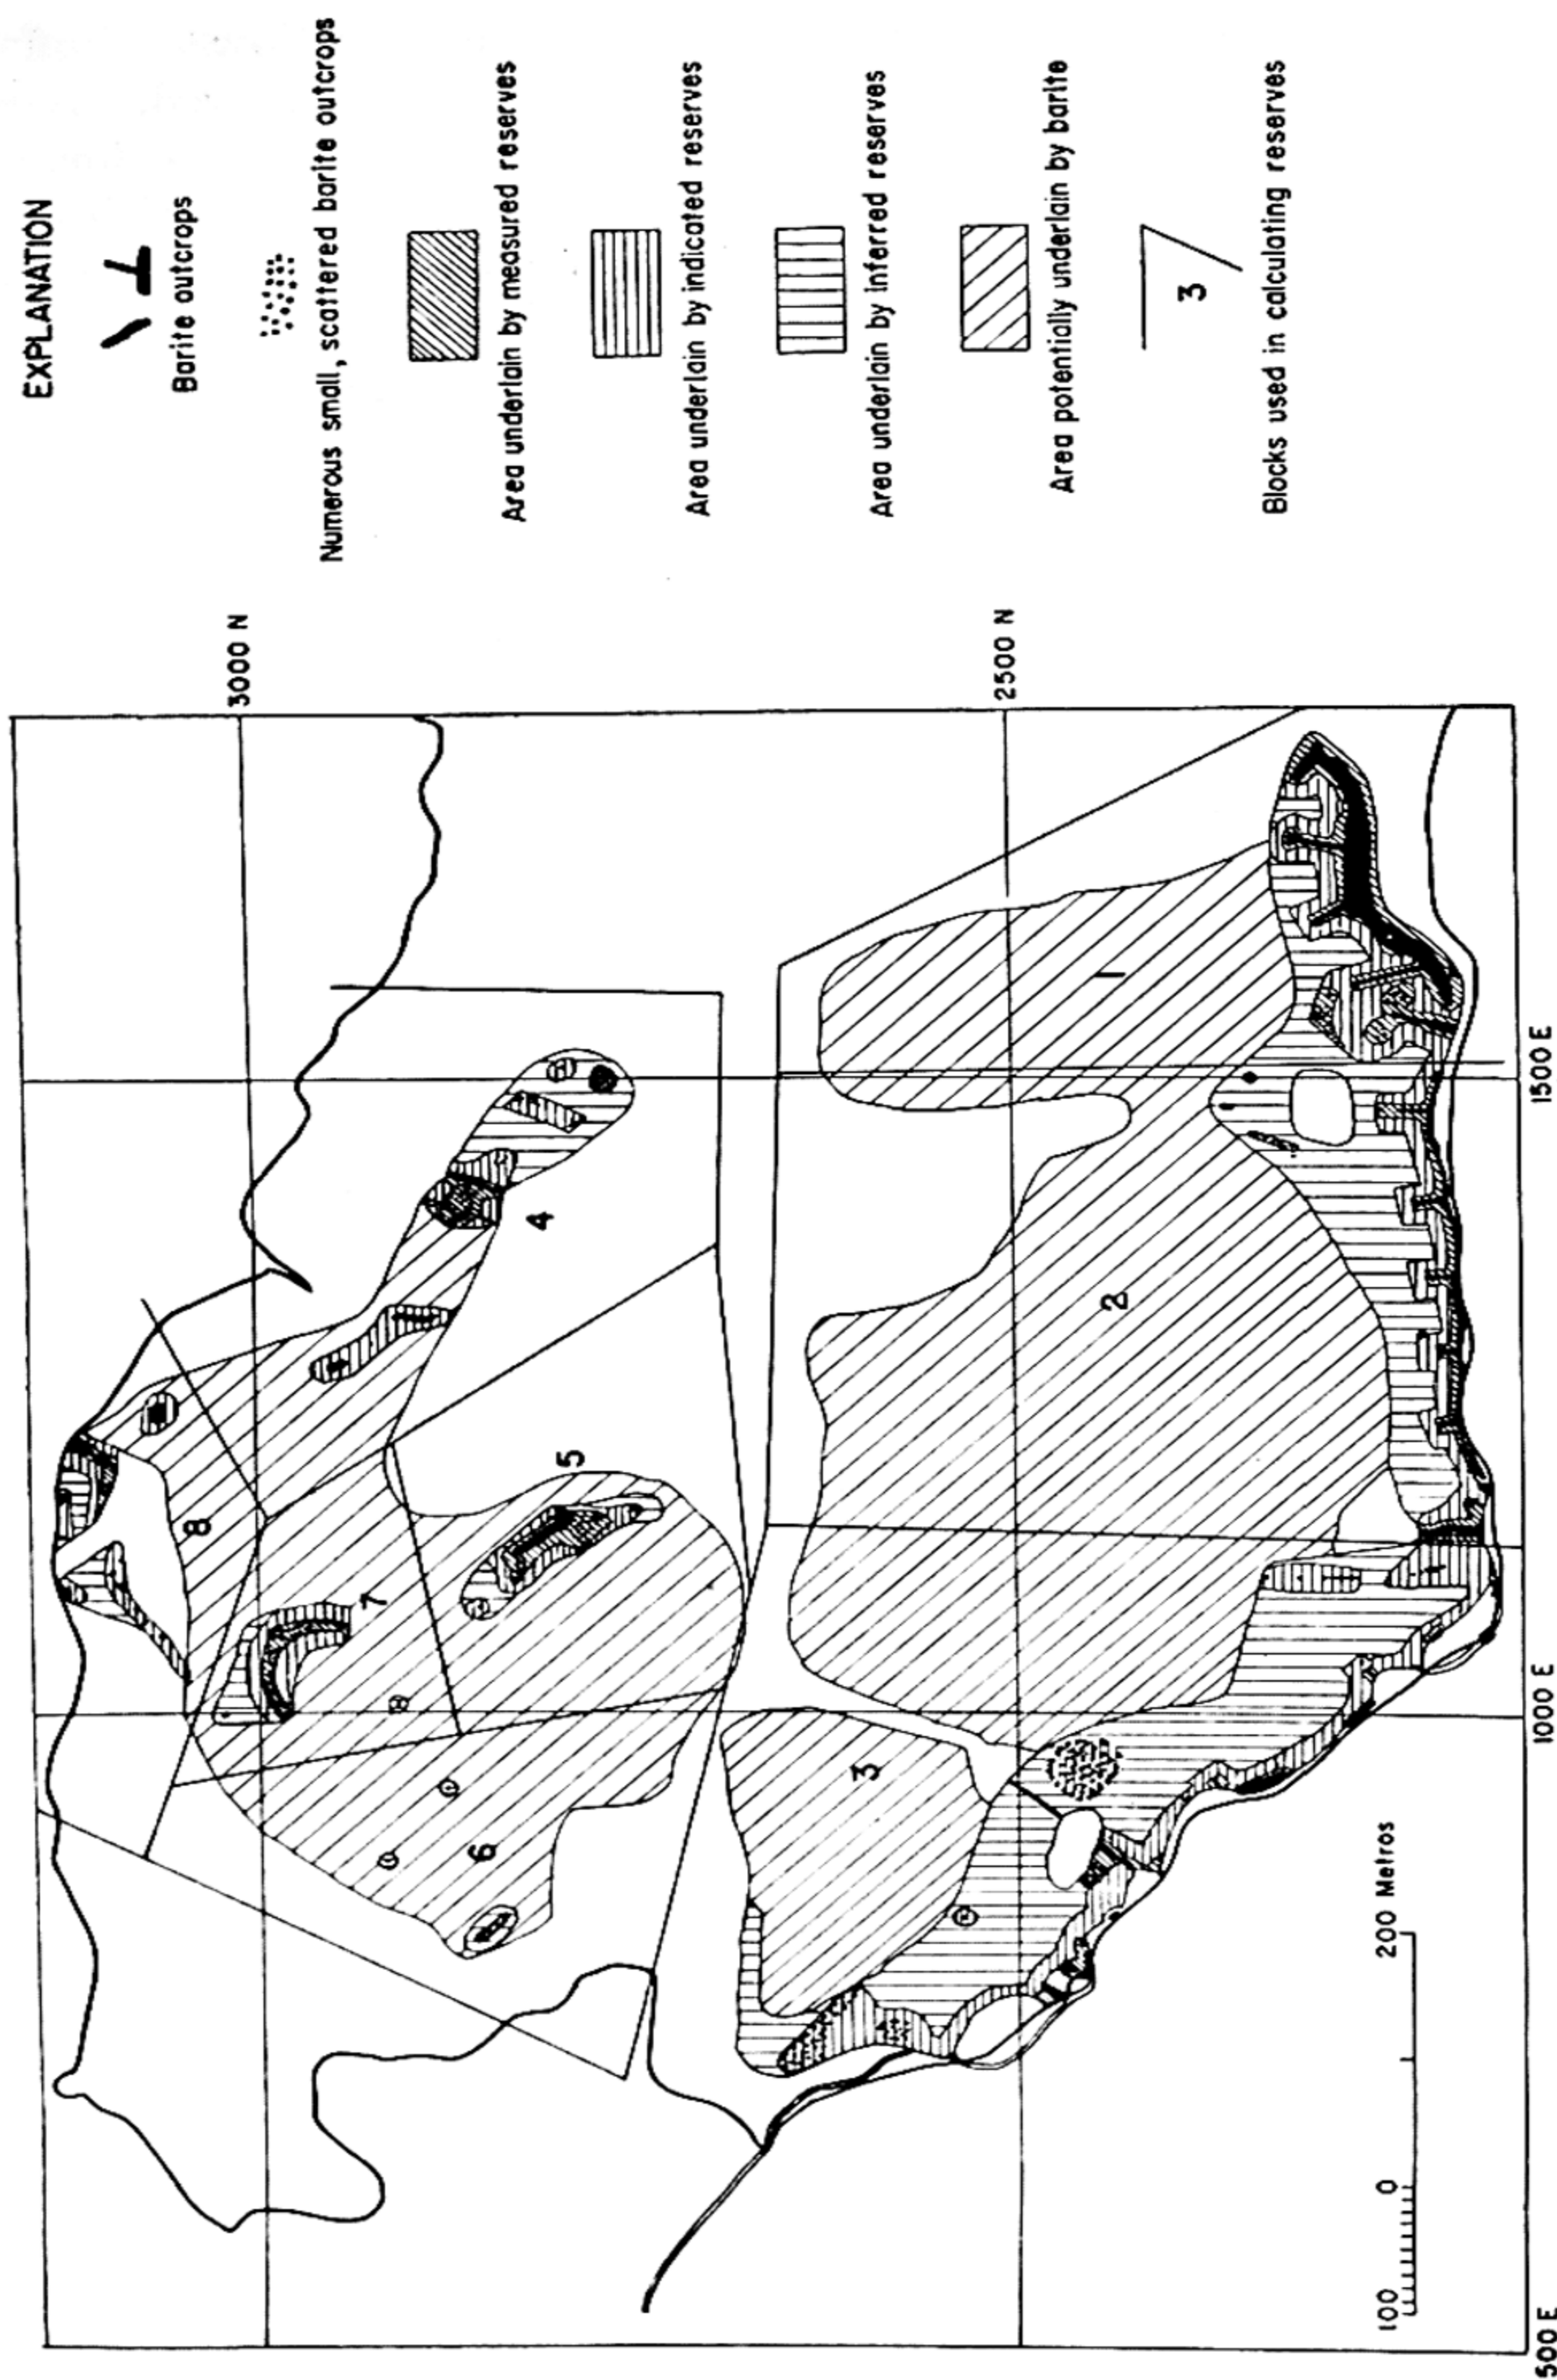 EXPLANATION
Barite outcrops
Numerous small, scattered barite outcrops
Area underlain by measured reserves
Area underlain by indicated reserves
Area underlain by inferred reserves
Area potentially underlain by barite
3
Blocks used in calculating reserves
3000 N
2500 N
1500 E
1000 E
500 E
1
2
3
4
5
6
7
8
100 0 200 Metros